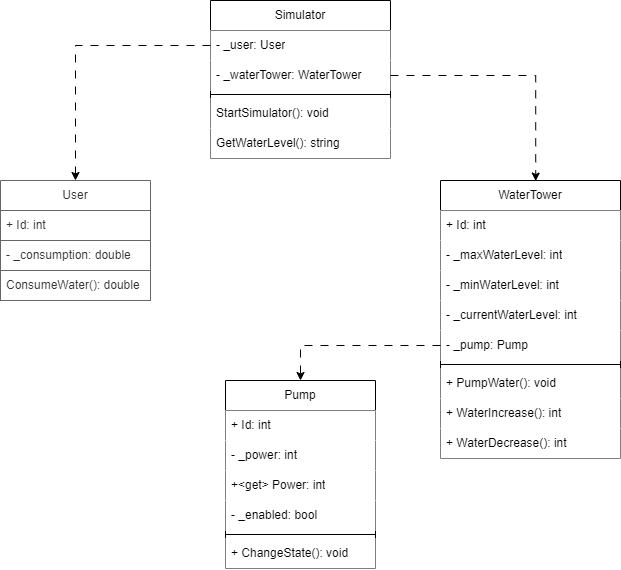 Simulator
- _user: User
- _waterTower: WaterTower
StartSimulator(): void
GetWaterLevel(): string
User
+ Id: int
- _consumption: double
ConsumeWater(): double
WaterTower
+ Id: int
- _maxWaterLevel: int
- _minWaterLevel: int
- _currentWaterLevel: int
- _pump: Pump
+ PumpWater(): void
+ WaterIncrease(): int
+ WaterDecrease(): int
Pump
+ Id: int
- _power: int
+<get> Power: int
- _enabled: bool
+ ChangeState(): void